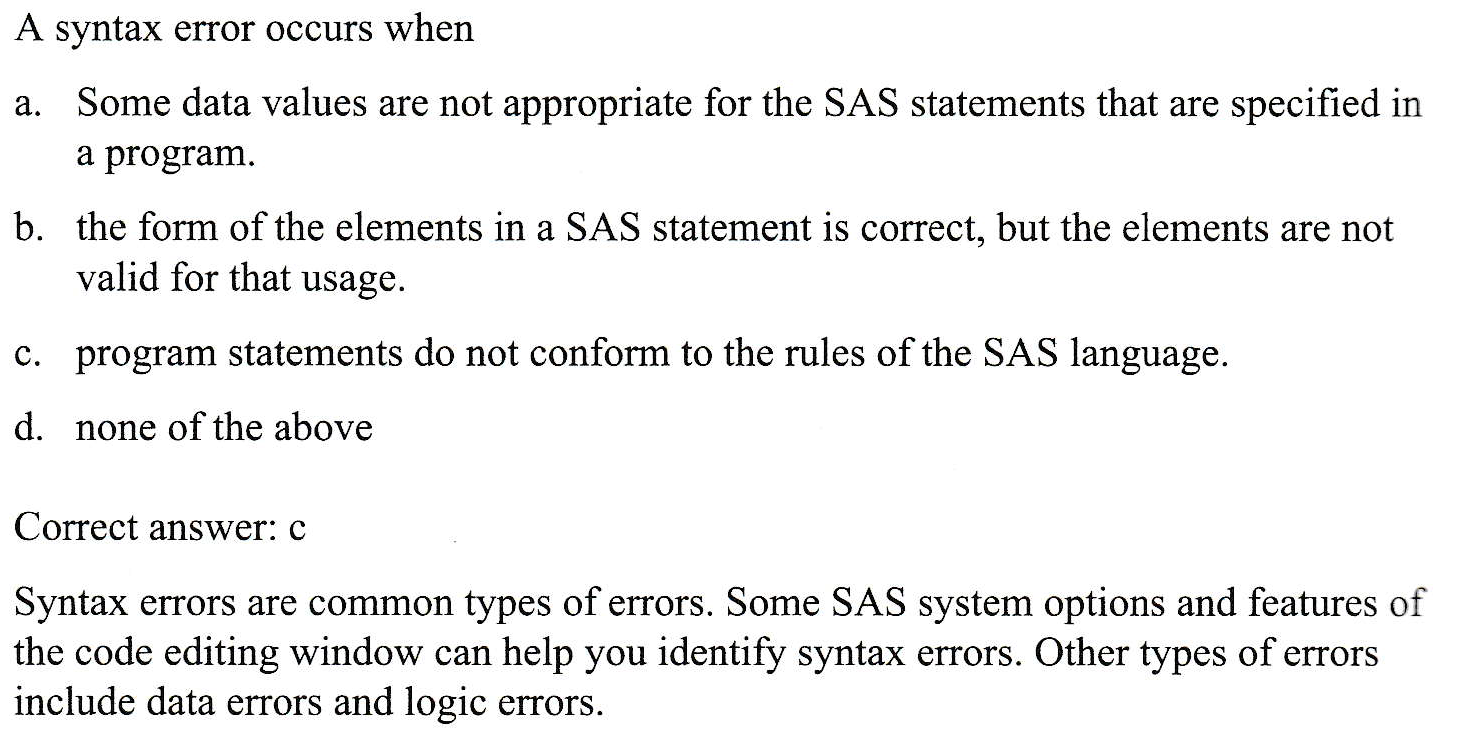 A syntax error occurs when
a. Some data values are not appropriate for the SAS statements that are specified in
a program.
b. the form of the elements in a SAS statement is correct, but the elements are not
valid for that usage.
c. program statements do not conform to the rules of the SAS language.
d. none of the above
Correct answer: c
Syntax errors are common types of errors. Some SAS system options and features of
the code editing window can help you identify syntax errors. Other types of errors
include data errors and logic errors.